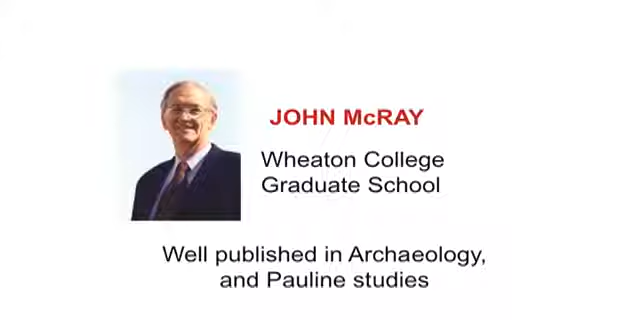 JOHN McRAY
Wheaton College
Graduate School
Well published in Archaeology,
and Pauline studies